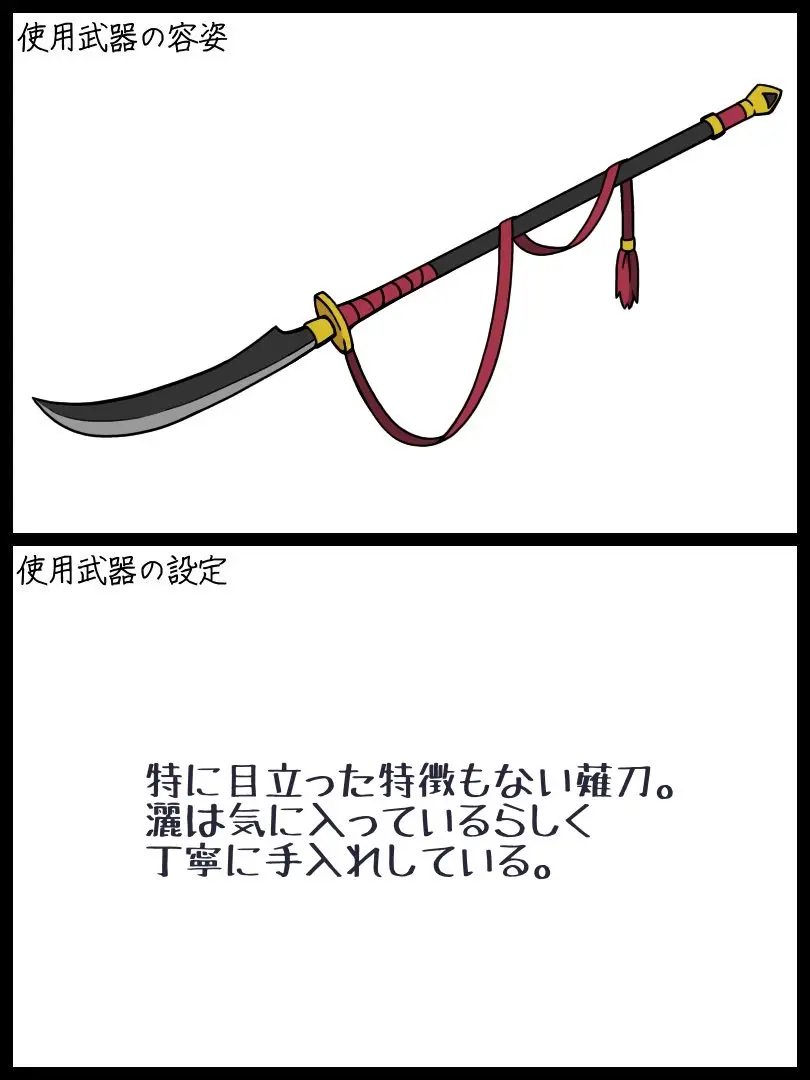 使用武器の容姿
使用武器の設定
特に目立った特徴もない薙刀。
灑は気に入っているらしく
丁寧に手入れしている。